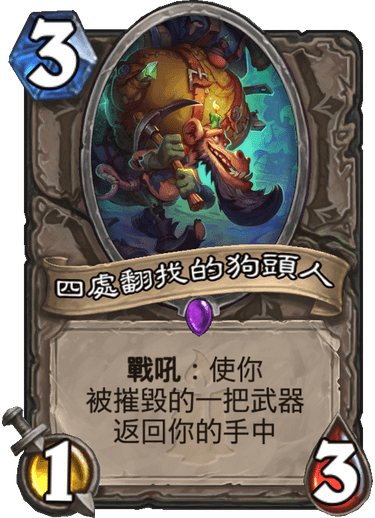 3
四處翻找的狗頭人
戰吼：使你
被摧毀的一把武器
返回你的手中
1
3